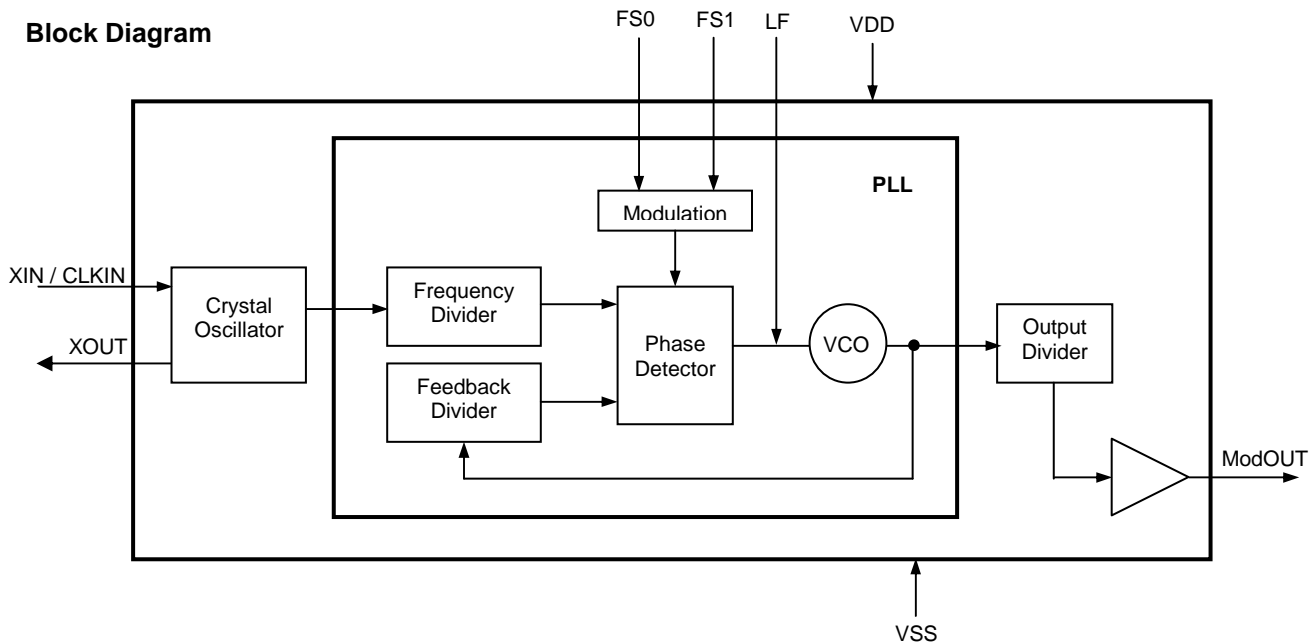 Block Diagram
FS0
FS1
LF
VDD
PLL
Modulation
XIN / CLKIN
XOUT
Crystal
Oscillator
Frequency
Divider
Feedback
Divider
Phase
Detector
VCO
Output
Divider
ModOUT
VSS